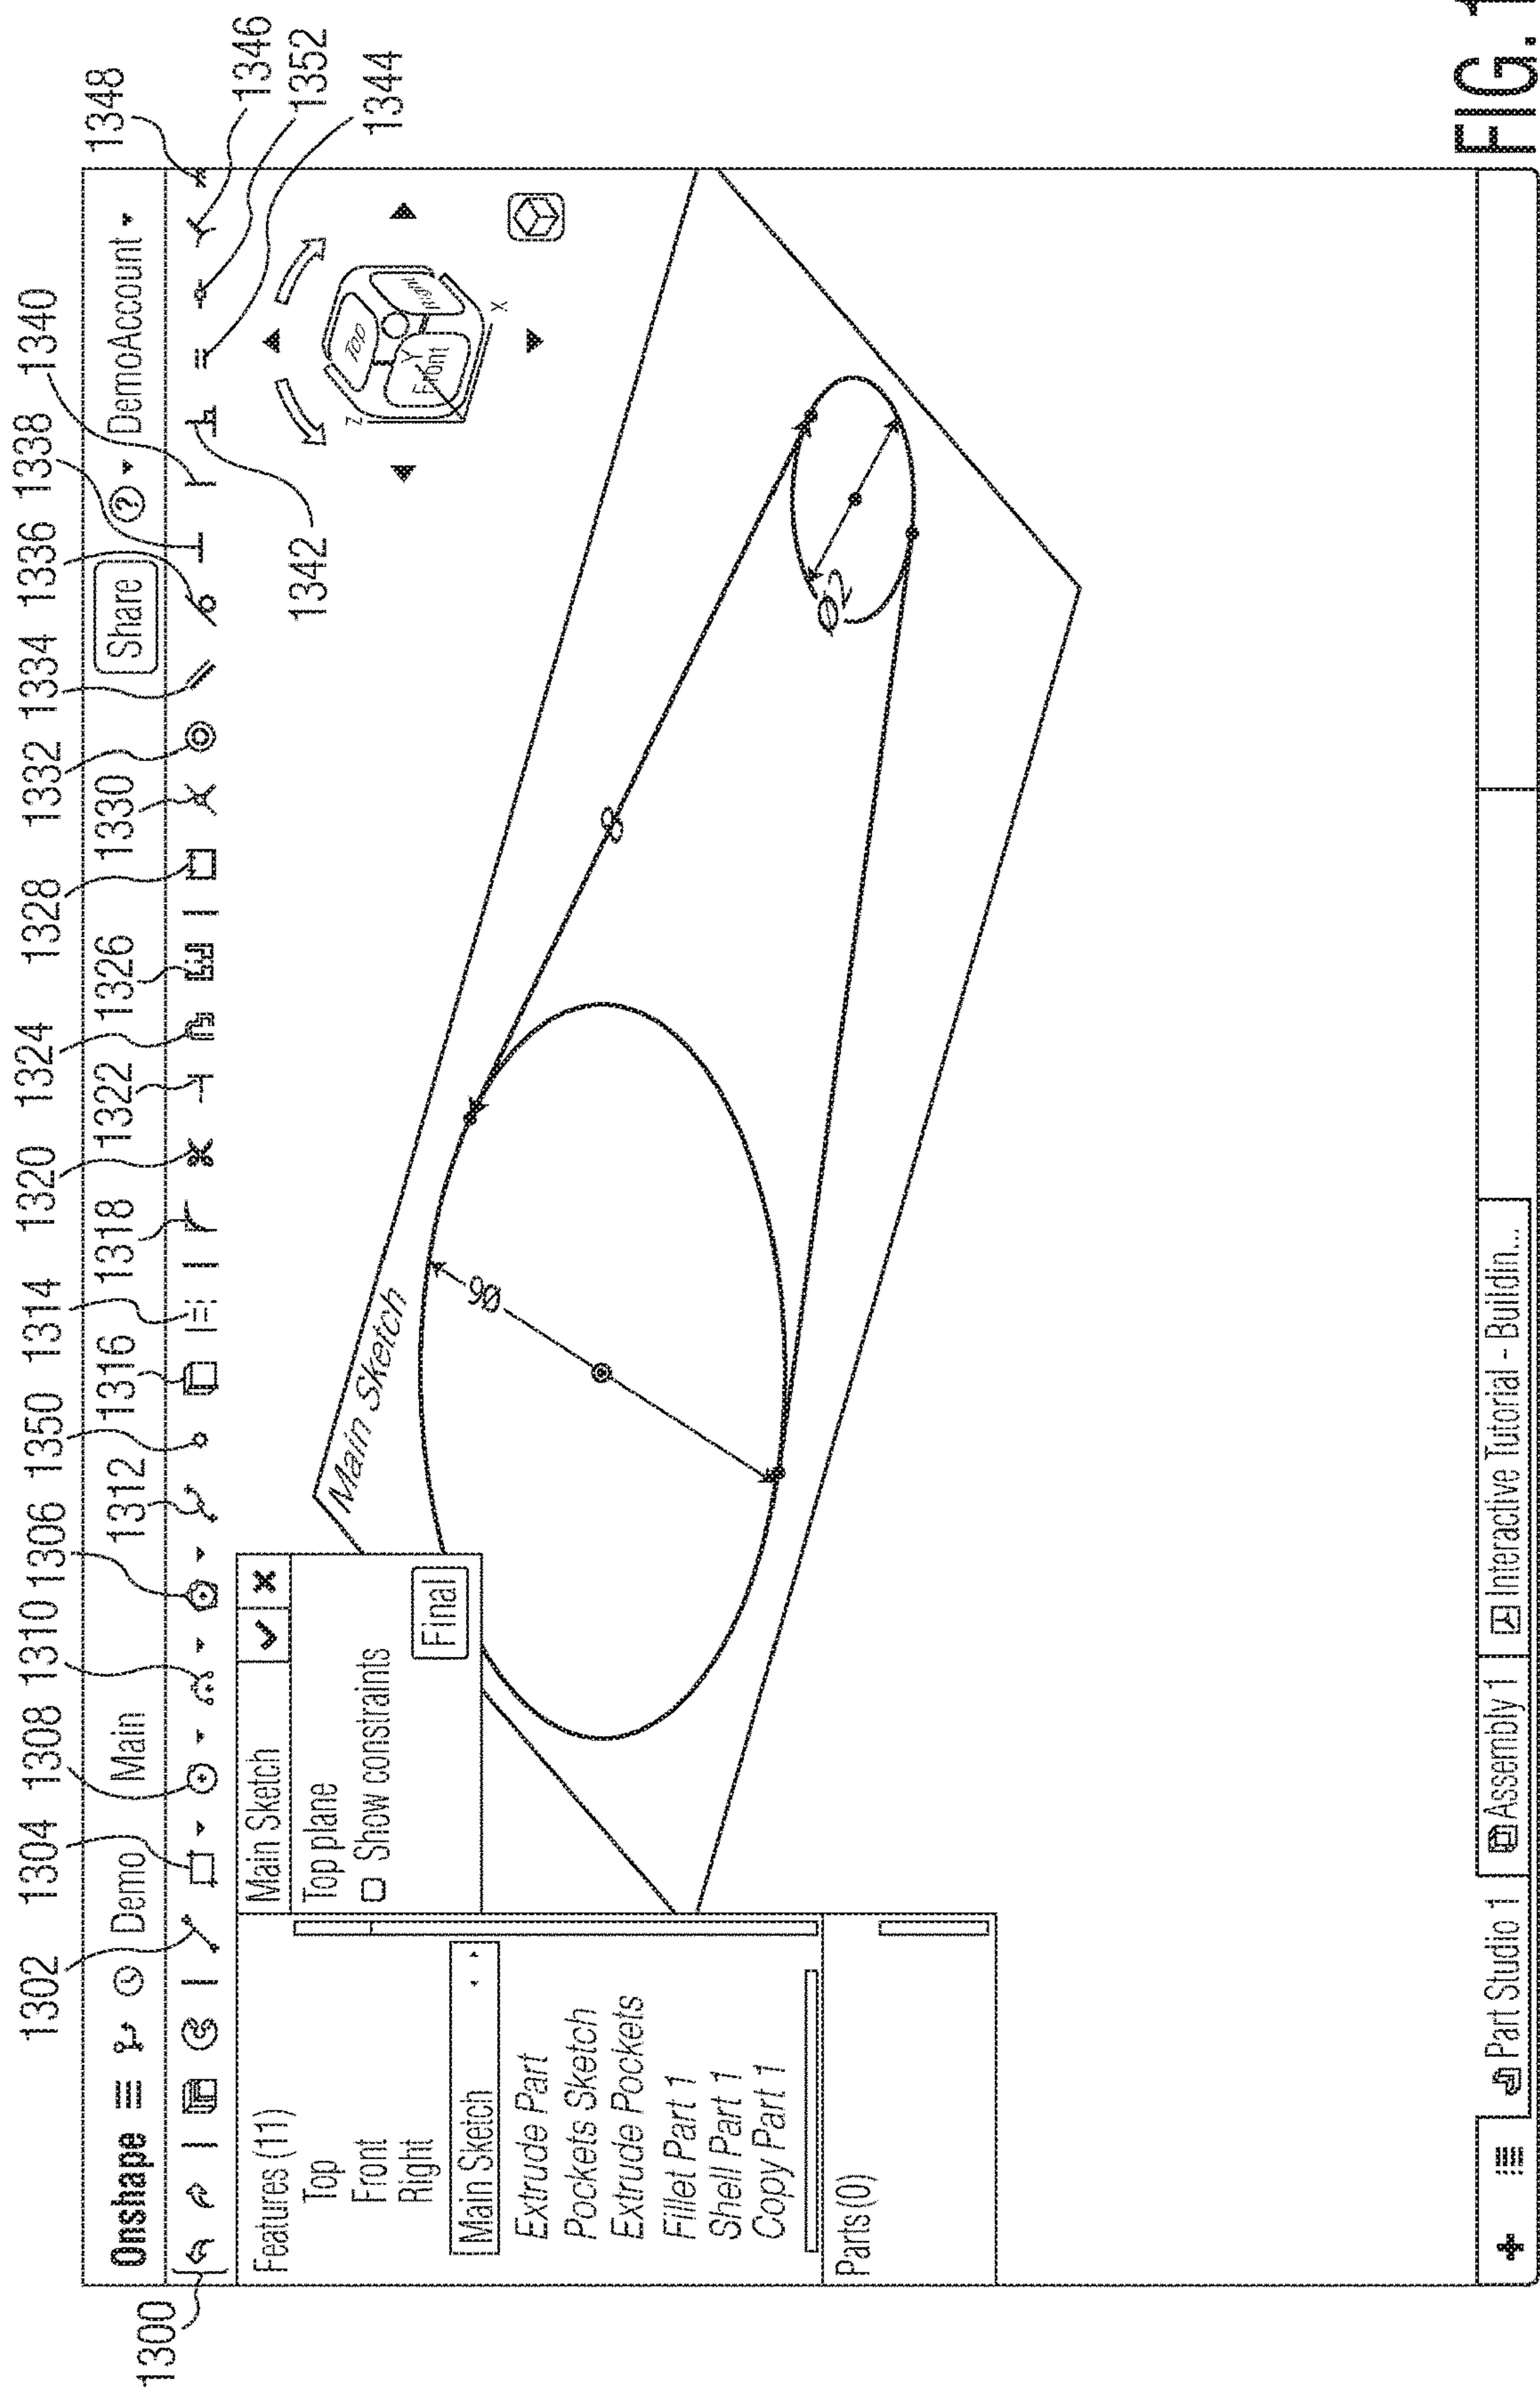 1302 1304 1308 1310 1306 1350 1314 1320 1324 1328 1332 1334 1336 1338 1340
1312 1316 1318 1322 1326 1330 1348
Onshape Demo Main Share ? DemoAccount
1300
1346
1352
1344
1342
Main Sketch
Top plane
Show constraints
Final
Features (11)
Top
Front
Right
Main Sketch
Extrude Part
Pockets Sketch
Extrude Pockets
Fillet Part 1
Shell Part 1
Copy Part 1
Parts(0)
Main Sketch
8
Ø2
Top
Front
Z
Y
X
Part Studio 1 Assembly 1 Interactive Tutorial - Buildin...
FIG. 1